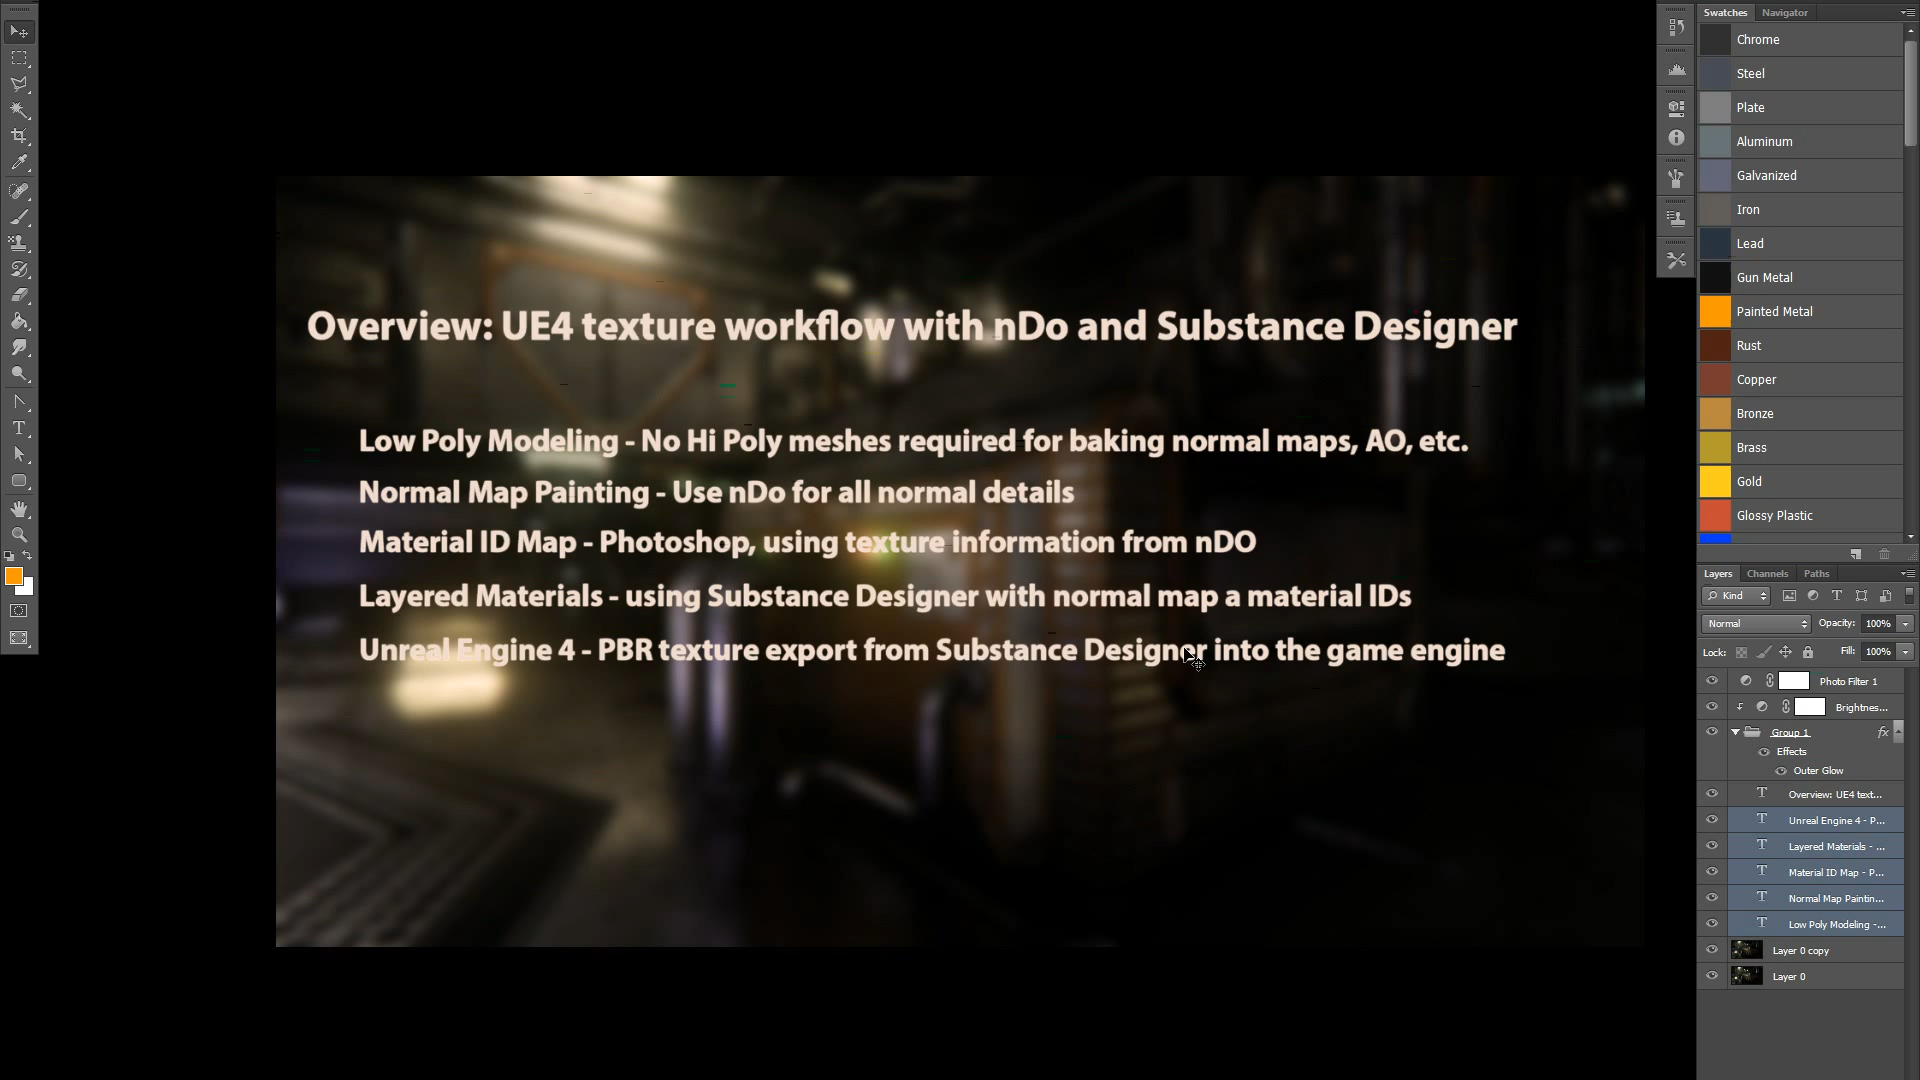 Swatches Navigator
Chrome
Steel
Plate
Aluminum
Galvanized
Iron
Lead
Gun Metal
Painted Metal
Rust
Copper
Bronze
Brass
Gold
Glossy Plastic
Overview: UE4 texture workflow with nDo and Substance Designer
Low Poly Modeling - No Hi Poly meshes required for baking normal maps, AO, etc.
Normal Map Painting - Use nDo for all normal details
Material ID Map - Photoshop, using texture information from nDO
Layered Materials - using Substance Designer with normal map a material IDs
Unreal Engine 4 - PBR texture export from Substance Designer into the game engine
Layers Channels Paths
Kind
Normal Opacity: 100%
Lock: Fill: 100%
Photo Filter 1
Brightnes...
Group 1 fx
Effects
Outer Glow
T Overview: UE4 text...
T Unreal Engine 4 - P...
T Layered Materials - ...
T Material ID Map - P...
T Normal Map Paintin...
T Low Poly Modeling -...
Layer 0 copy
Layer 0